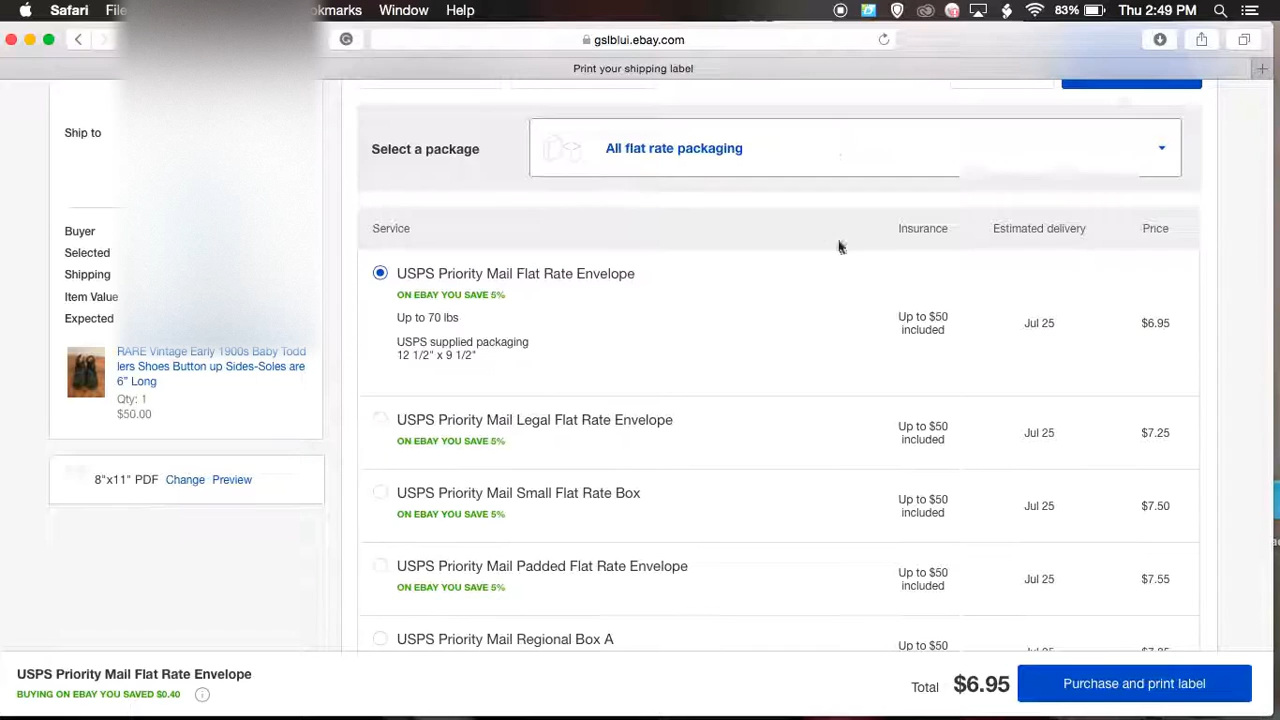 Safari File okmarks Window Help 83% Thu 2:49 PM
gslblui.ebay.com
Print your shipping label
Ship to
Select a package All flat rate packaging
Service Insurance Estimated delivery Price
Buyer
Selected
Shipping
Item Value
Expected
RARE Vintage Early 1900s Baby Todd
lers Shoes Button up Sides-Soles are
6" Long
Qty: 1
$50.00
8"x11" PDF Change Preview
USPS Priority Mail Flat Rate Envelope
ON EBAY YOU SAVE 5%
Up to 70 lbs
USPS supplied packaging
12 1/2" x 9 1/2"
Up to $50
included
Jul 25
$6.95
USPS Priority Mail Legal Flat Rate Envelope
ON EBAY YOU SAVE 5%
Up to $50
included
Jul 25
$7.25
USPS Priority Mail Small Flat Rate Box
ON EBAY YOU SAVE 5%
Up to $50
included
Jul 25
$7.50
USPS Priority Mail Padded Flat Rate Envelope
ON EBAY YOU SAVE 5%
Up to $50
included
Jul 25
$7.55
USPS Priority Mail Regional Box A
Up to $50
USPS Priority Mail Flat Rate Envelope
BUYING ON EBAY YOU SAVED $0.40
Total $6.95 Purchase and print label